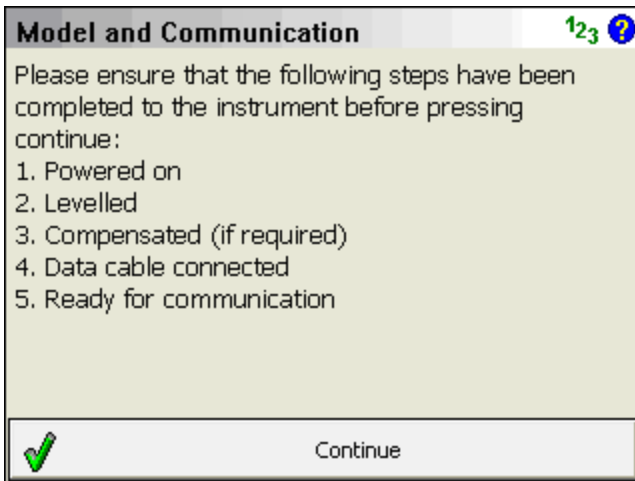 Model and Communication 123 ?
Please ensure that the following steps have been
completed to the instrument before pressing
continue:
1. Powered on
2. Levelled
3. Compensated (if required)
4. Data cable connected
5. Ready for communication
Continue